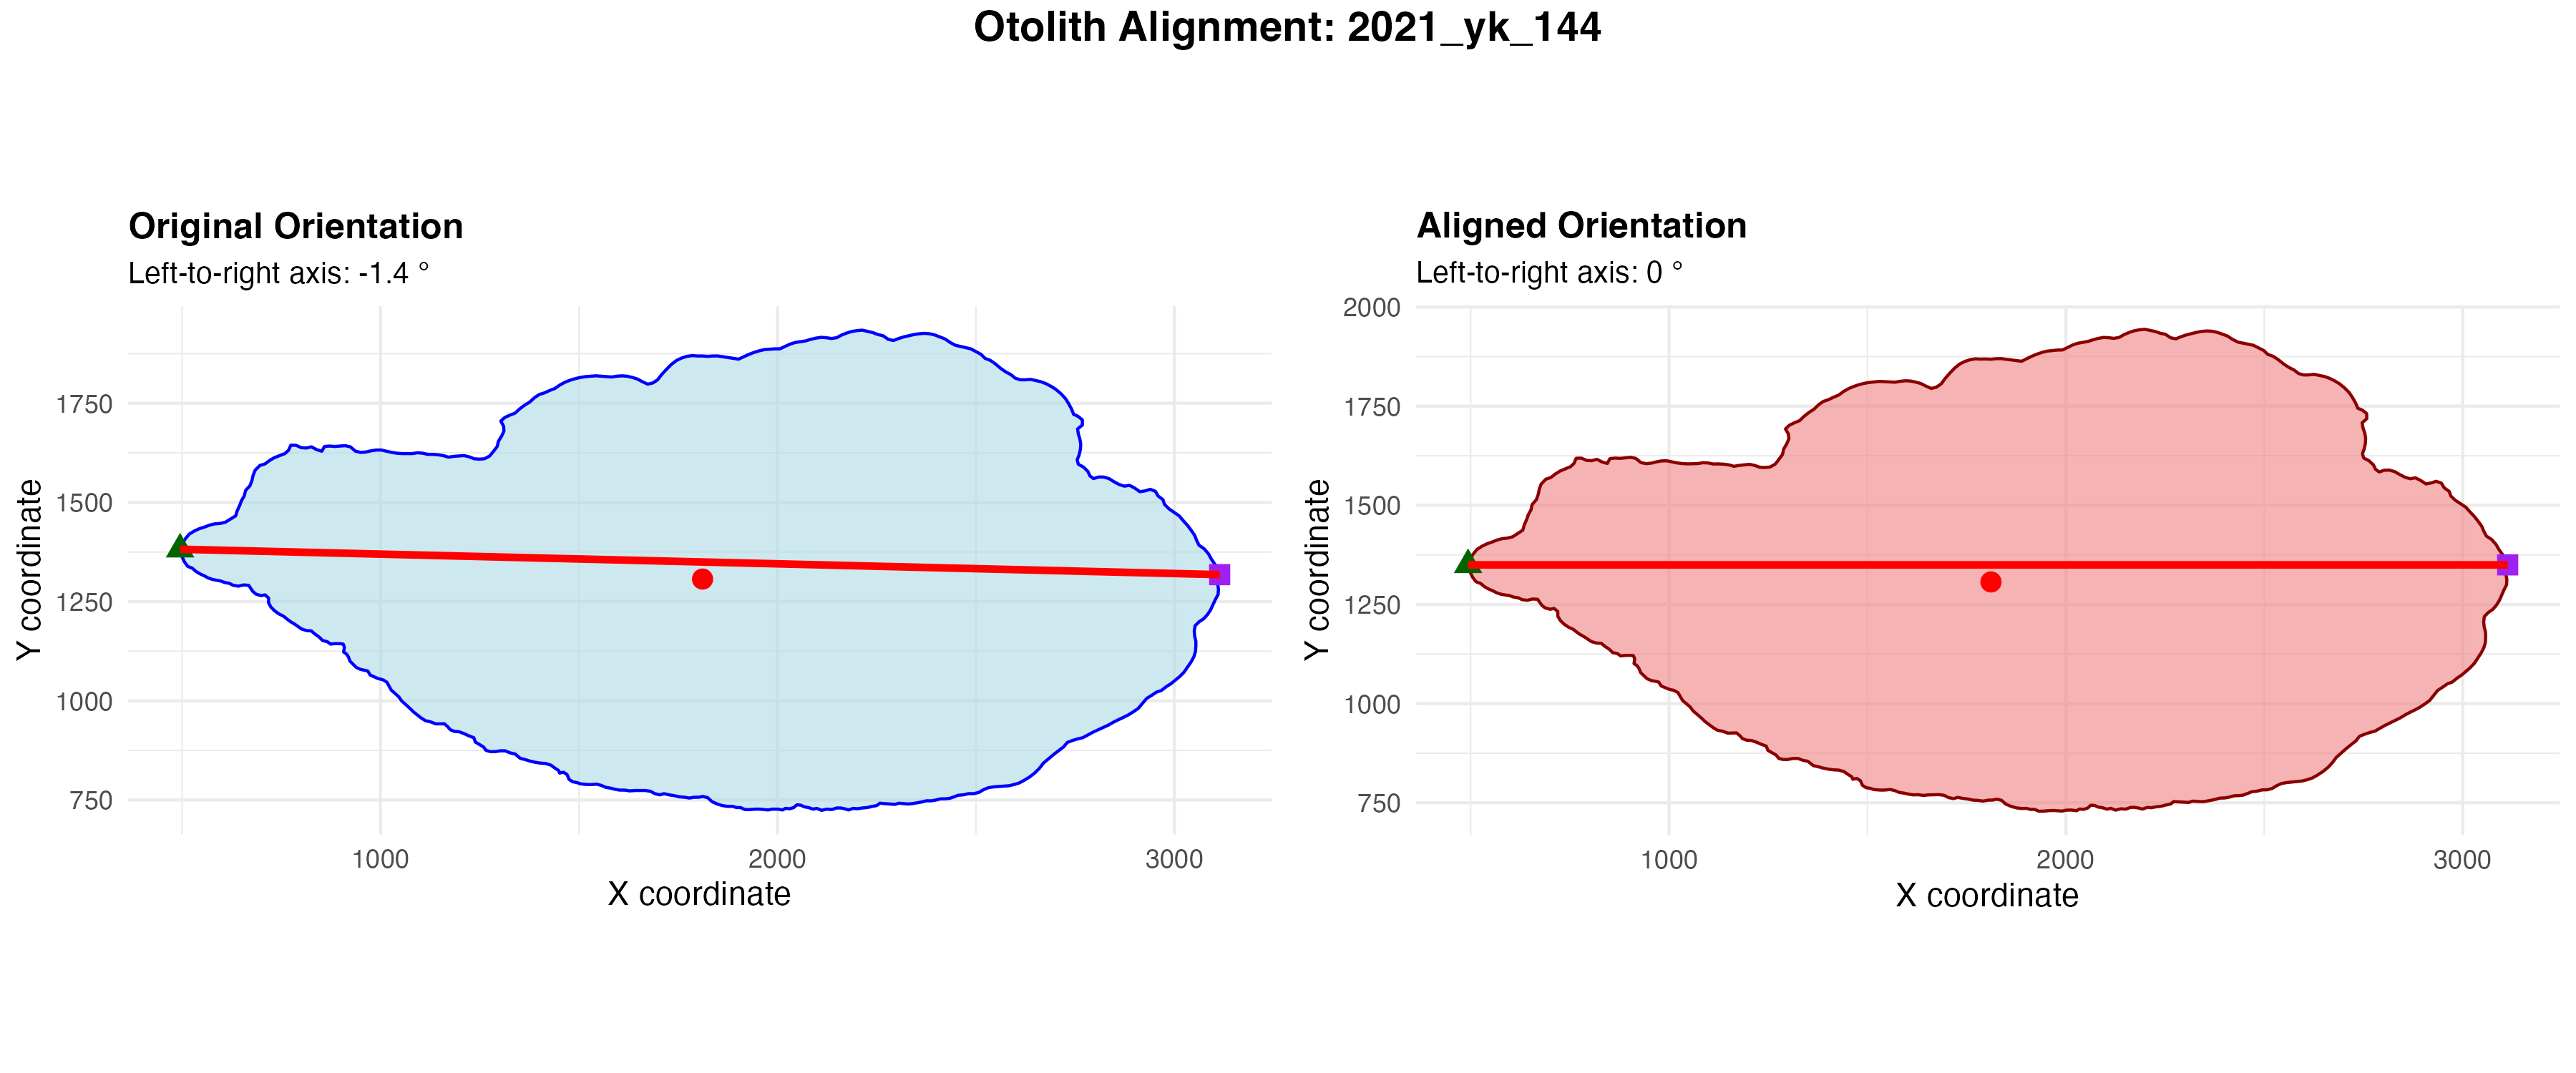 Otolith Alignment: 2021_yk_144
Original Orientation
Left-to-right axis: -1.4 °
Y coordinate
1750
1500
1250
1000
750
1000
2000
3000
X coordinate
Aligned Orientation
Left-to-right axis: 0 °
Y coordinate
2000
1750
1500
1250
1000
750
1000
2000
3000
X coordinate